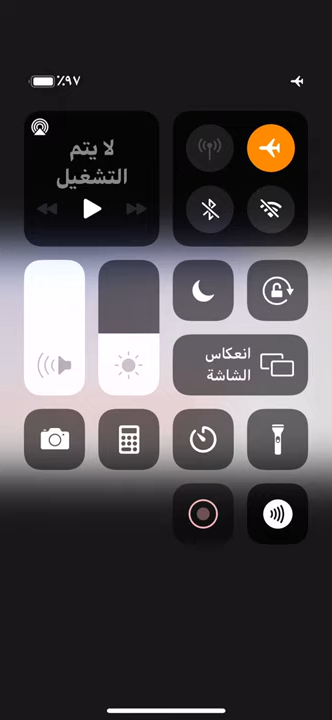 ٪٩٧
لا يتم
التشغيل
انعكاس
الشاشة